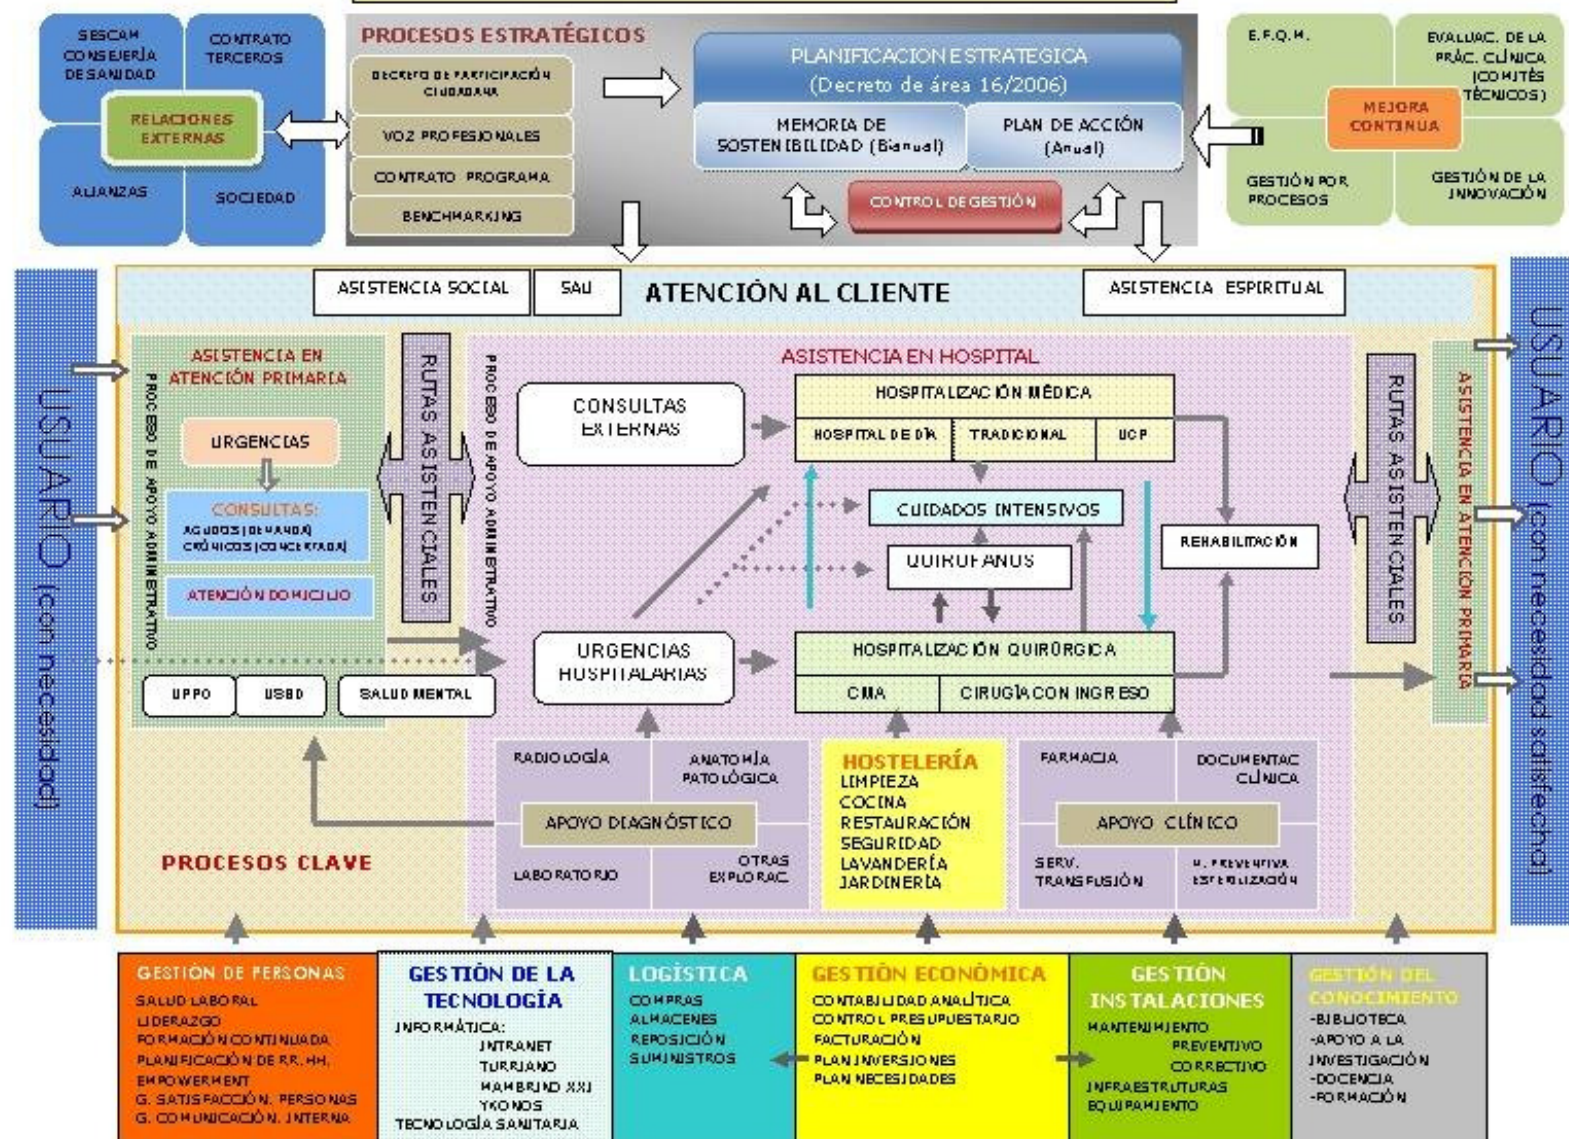 SESCAM
CONSEJERÍA
DE SANIDAD
CONTRATO
TERCEROS
RELACIONES
EXTERNAS
ALIANZAS
SOCIEDAD
PROCESOS ESTRATÉGICOS
DECRETO DE PARTICIPACIÓN
CIUDADANA
VOZ PROFESIONALES
CONTRATO PROGRAMA
BENCHMARKING
PLANIFICACION ESTRATEGICA
(Decreto de área 16/2006)
MEMORIA DE
SOSTENIBILIDAD (Bianual)
PLAN DE ACCIÓN
(Anual)
CONTROL DE GESTIÓN
E.F.Q.M.
EVALUAC. DE LA
PRÁC. CLÍNICA
(COMITÉS
TÉCNICOS)
MEJORA
CONTINUA
GESTIÓN POR
PROCESOS
GESTIÓN DE LA
INNOVACIÓN
USUARIO (con necesidad)
ASISTENCIA SOCIAL
SAU
ATENCIÓN AL CLIENTE
ASISTENCIA ESPIRITUAL
ASISTENCIA EN
ATENCIÓN PRIMARIA
PROCESO DE APOYO ADMINISTRATIVO
URGENCIAS
CONSULTAS:
AGUDOS (DEMANDA)
CRÓNICOS (CONCERTADA)
ATENCIÓN DOMICILIO
RUTAS ASISTENCIALES
PROCESO DE APOYO ADMINISTRATIVO
UPPO
USBD
SALUD MENTAL
ASISTENCIA EN HOSPITAL
CONSULTAS
EXTERNAS
HOSPITALIZACIÓN MÉDICA
HOSPITAL DE DÍA
TRADICIONAL
UCP
CUIDADOS INTENSIVOS
QUIROFANOS
REHABILITACIÓN
URGENCIAS
HOSPITALARIAS
HOSPITALIZACIÓN QUIRÚRGICA
CMA
CIRUGÍA CON INGRESO
RUTAS ASISTENCIALES
ASISTENCIA EN ATENCIÓN PRIMARIA
USUARIO (con necesidad satisfecha)
RADIOLOGÍA
ANATOMÍA
PATOLÓGICA
APOYO DIAGNÓSTICO
LABORATORIO
OTRAS
EXPLORAC.
HOSTELERÍA
LIMPIEZA
COCINA
RESTAURACIÓN
SEGURIDAD
LAVANDERÍA
JARDINERÍA
FARMACIA
DOCUMENTAC
CLÍNICA
APOYO CLÍNICO
SERV.
TRANSFUSIÓN
M. PREVENTIVA
ESTERILIZACIÓN
PROCESOS CLAVE
GESTIÓN DE PERSONAS
SALUD LABORAL
LIDERAZGO
FORMACIÓN CONTINUADA
PLANIFICACIÓN DE RR. HH.
EMPOWERMENT
G. SATISFACCIÓN. PERSONAS
G. COMUNICACIÓN. INTERNA
GESTIÓN DE LA
TECNOLOGÍA
INFORMÁTICA:
INTRANET
TURRIANO
MAMBRINO XXI
YKONOS
TECNOLOGÍA SANITARIA
LOGÍSTICA
COMPRAS
ALMACENES
REPOSICIÓN
SUMINISTROS
GESTIÓN ECONÓMICA
CONTABILIDAD ANALÍTICA
CONTROL PRESUPUESTARIO
FACTURACIÓN
PLAN INVERSIONES
PLAN NECESIDADES
GESTIÓN
INSTALACIONES
MANTENIMIENTO
PREVENTIVO
CORRECTIVO
INFRAESTRUTURAS
EQUIPAMIENTO
GESTIÓN DEL
CONOCIMIENTO
-BIBLIOTECA
-APOYO A LA
INVESTIGACIÓN
-DOCENCIA
-FORMACIÓN